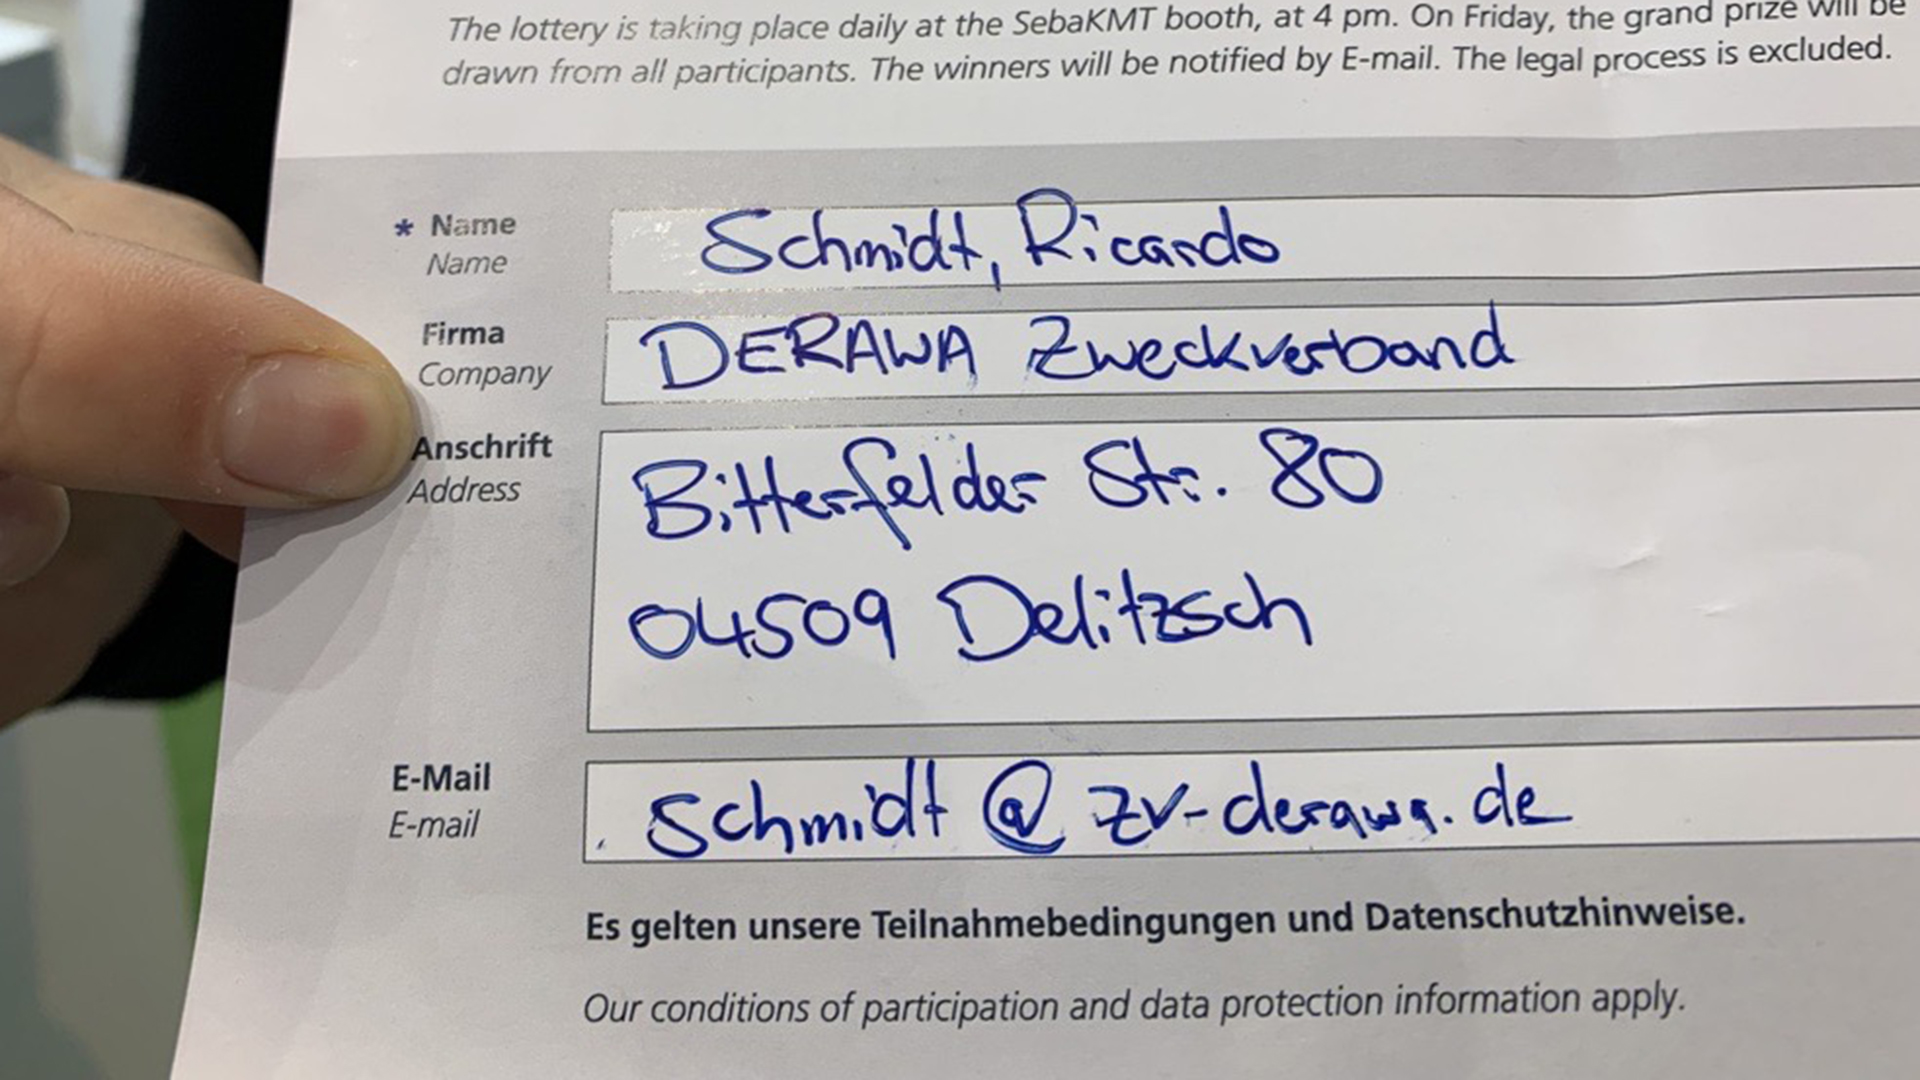 The lottery is taking place daily at the SebaKMT booth, at 4 pm. On Friday, the grand prize will be
drawn from all participants. The winners will be notified by E-mail. The legal process is excluded.
* Name
Name
Schmidt, Ricardo
Firma
Company
DERAWA Zweckverband
Anschrift
Address
Bitterfelder Str. 80
04509 Delitzsch
E-Mail
E-mail
Schmidt @ zv-derawa.de
Es gelten unsere Teilnahmebedingungen und Datenschutzhinweise.
Our conditions of participation and data protection information apply.